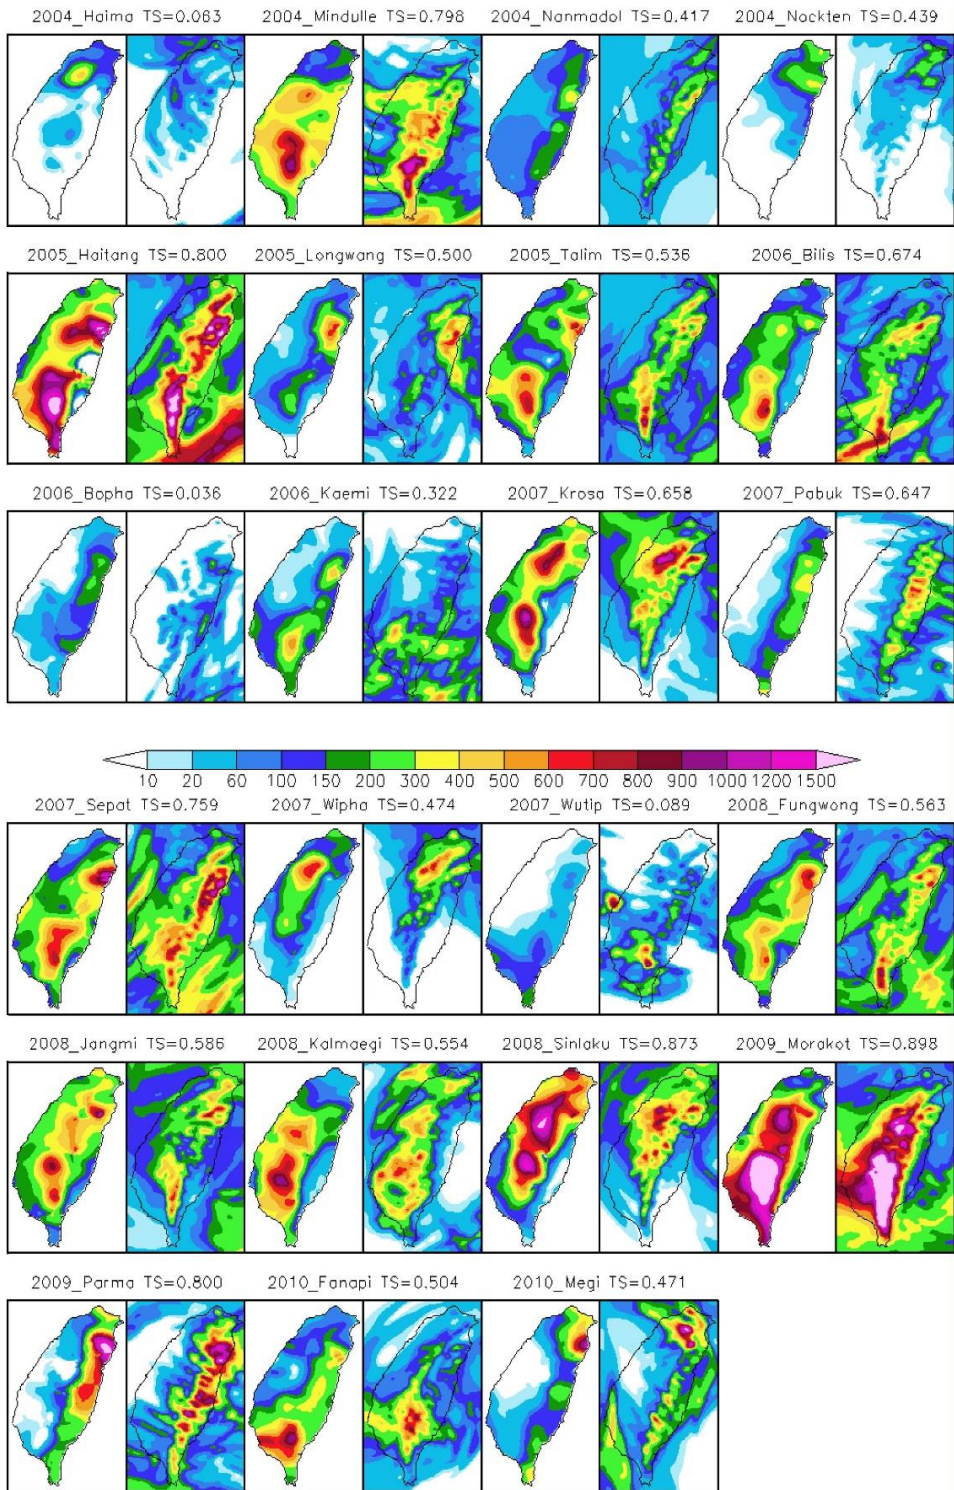 2004_Haima TS=0.063 2004_Mindulle TS=0.798 2004_Nanmadol TS=0.417 2004_Nockten TS=0.439
2005_Haitang TS=0.800 2005_Longwang TS=0.500 2005_Talim TS=0.536 2006_Bilis TS=0.674
2006_Bopha TS=0.036 2006_Kaemi TS=0.322 2007_Krosa TS=0.658 2007_Pabuk TS=0.647
10 20 60 100 150 200 300 400 500 600 700 800 900 1000 1200 1500
2007_Sepat TS=0.759 2007_Wipha TS=0.474 2007_Wutip TS=0.089 2008_Fungwong TS=0.563
2008_Jangmi TS=0.586 2008_Kalmaegi TS=0.554 2008_Sinlaku TS=0.873 2009_Morakot TS=0.898
2009_Parma TS=0.800 2010_Fanapi TS=0.504 2010_Megi TS=0.471